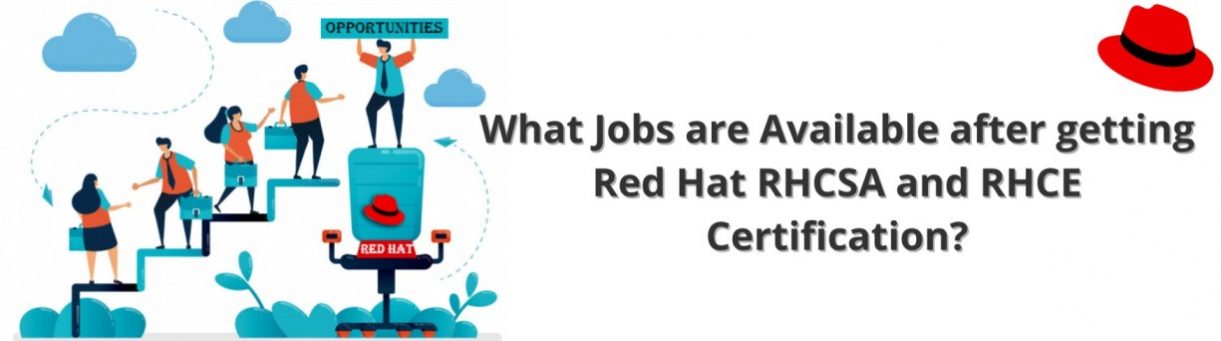 OPPORTUNITIES
RED HAT
What Jobs are Available after getting
Red Hat RHCSA and RHCE
Certification?